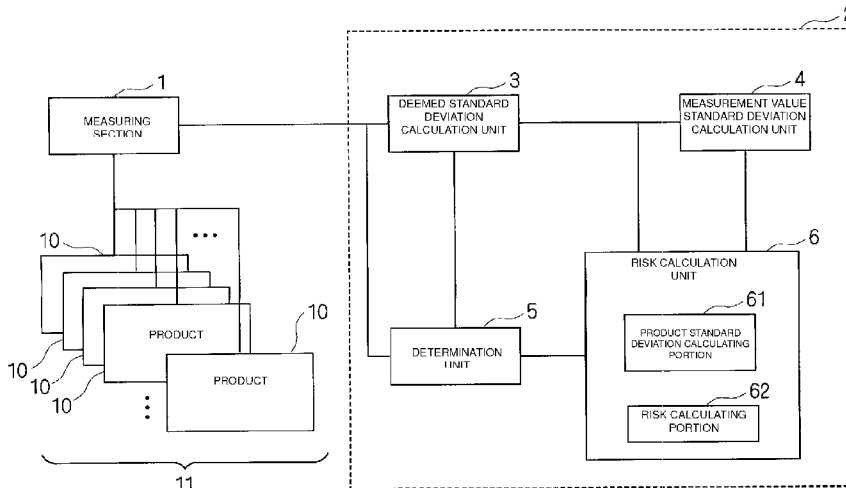 2
1
MEASURING
SECTION
3
DEEMED STANDARD
DEVIATION
CALCULATION UNIT
4
MEASUREMENT VALUE
STANDARD DEVIATION
CALCULATION UNIT
10
6
RISK CALCULATION
UNIT
61
PRODUCT STANDARD
DEVIATION CALCULATING
PORTION
62
RISK CALCULATING
PORTION
5
DETERMINATION
UNIT
PRODUCT
10
PRODUCT
10
10
10
11